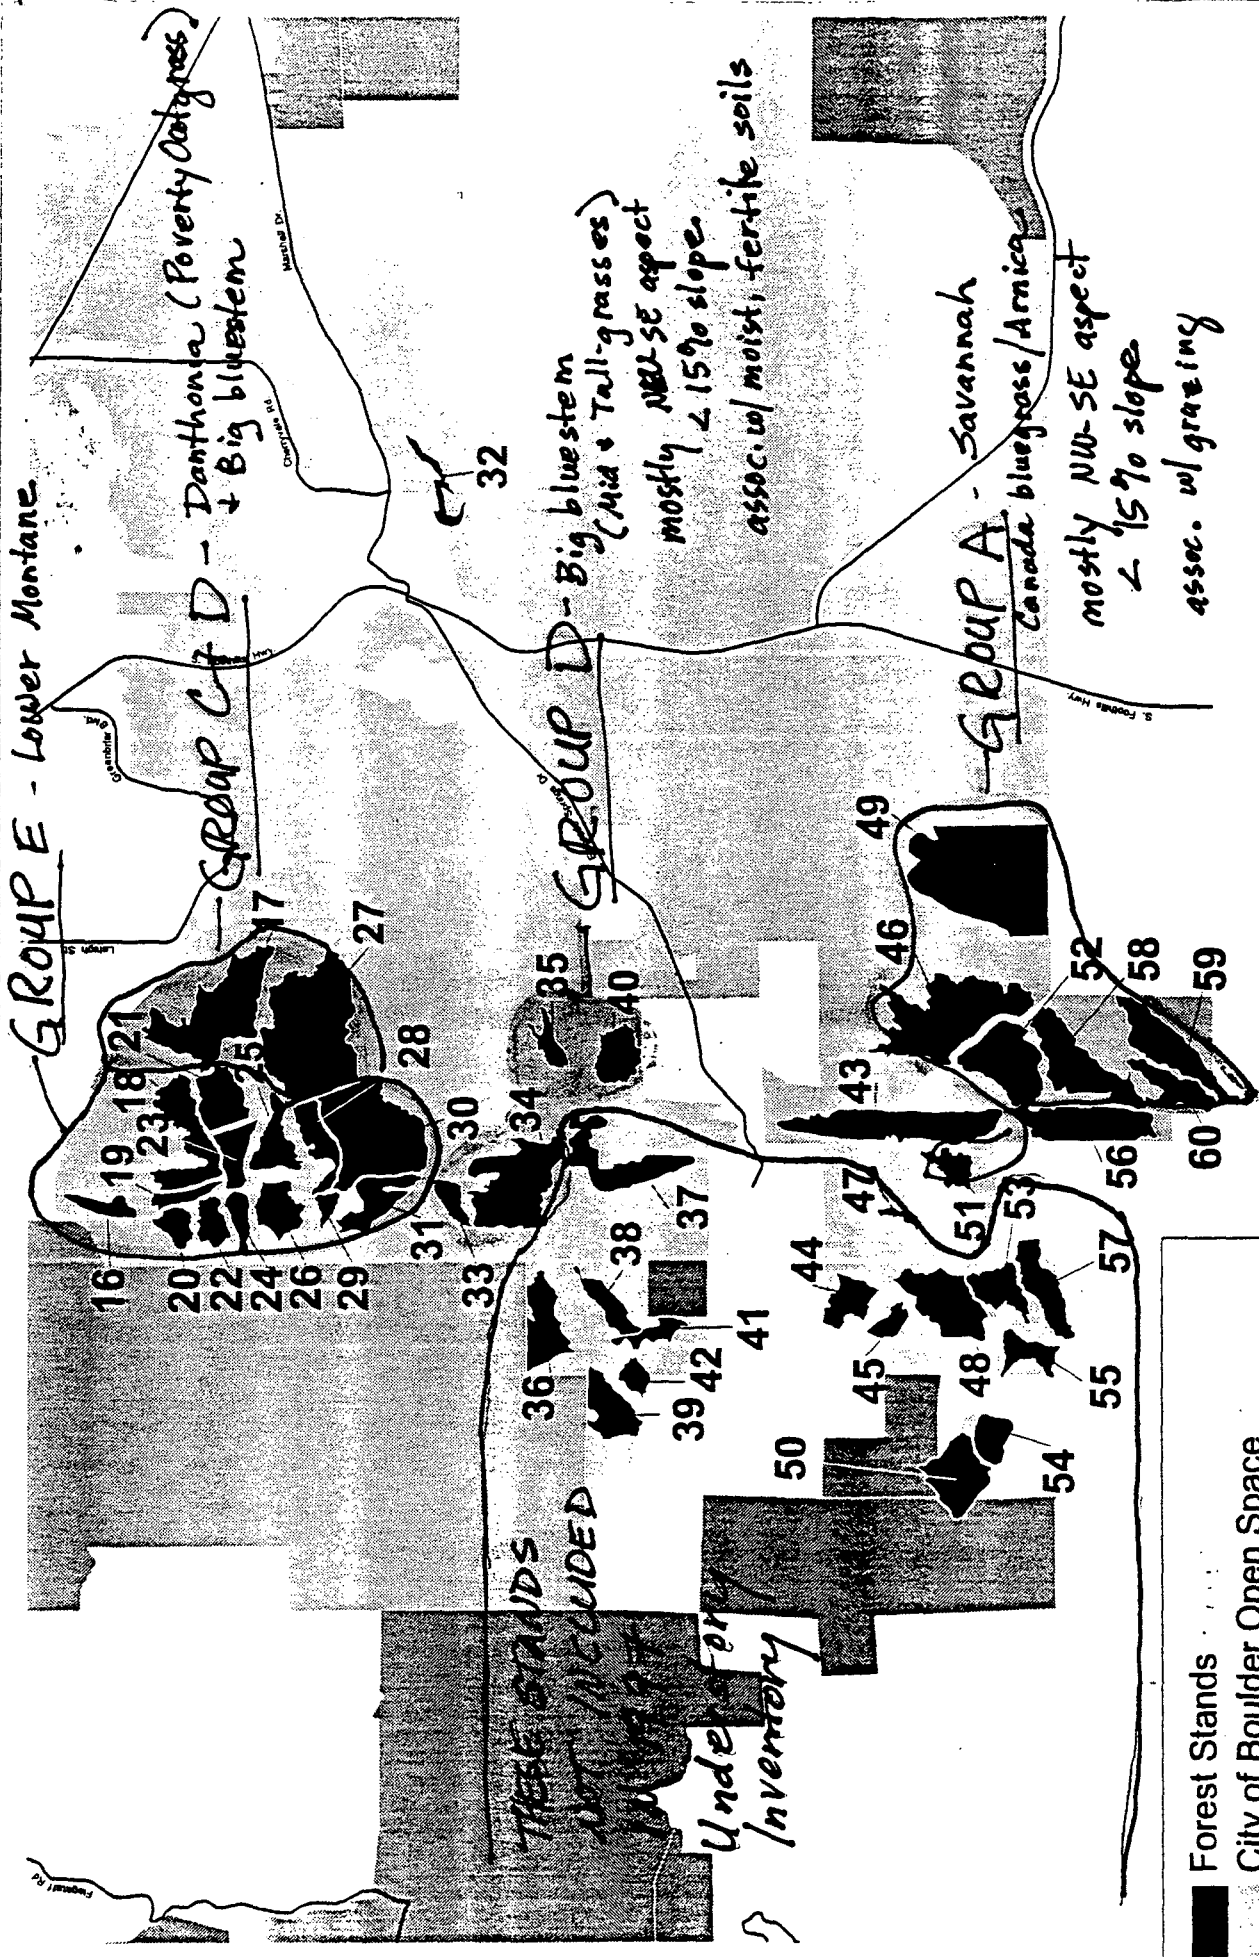 GROUP E - Lower Montane
GROUP C + D - Danthonia (Poverty Oatgrass)
+ Big bluestem
GROUP D - Big bluestem
(Mid & Tall-grasses)
mostly NW-SE aspect
< 15% slope
assoc. w/ moist, fertile soils
GROUP A - Savannah
Canada bluegrass/Arnica
mostly NW-SE aspect
< 15% slope
assoc. w/ grazing
THESE STANDS
NOT INCLUDED
Understory
Inventory
Flagstaff Rd
Lehigh St
Greenbriar Blvd.
Cherryvale Rd
Marshall Dr.
S. Foothills Hwy
16
17
18
19
20
21
22
23
24
25
26
27
28
29
30
31
32
33
34
35
36
37
38
39
40
41
42
43
44
45
46
47
48
49
50
51
52
53
54
55
56
57
58
59
60
Forest Stands
City of Boulder Open Space